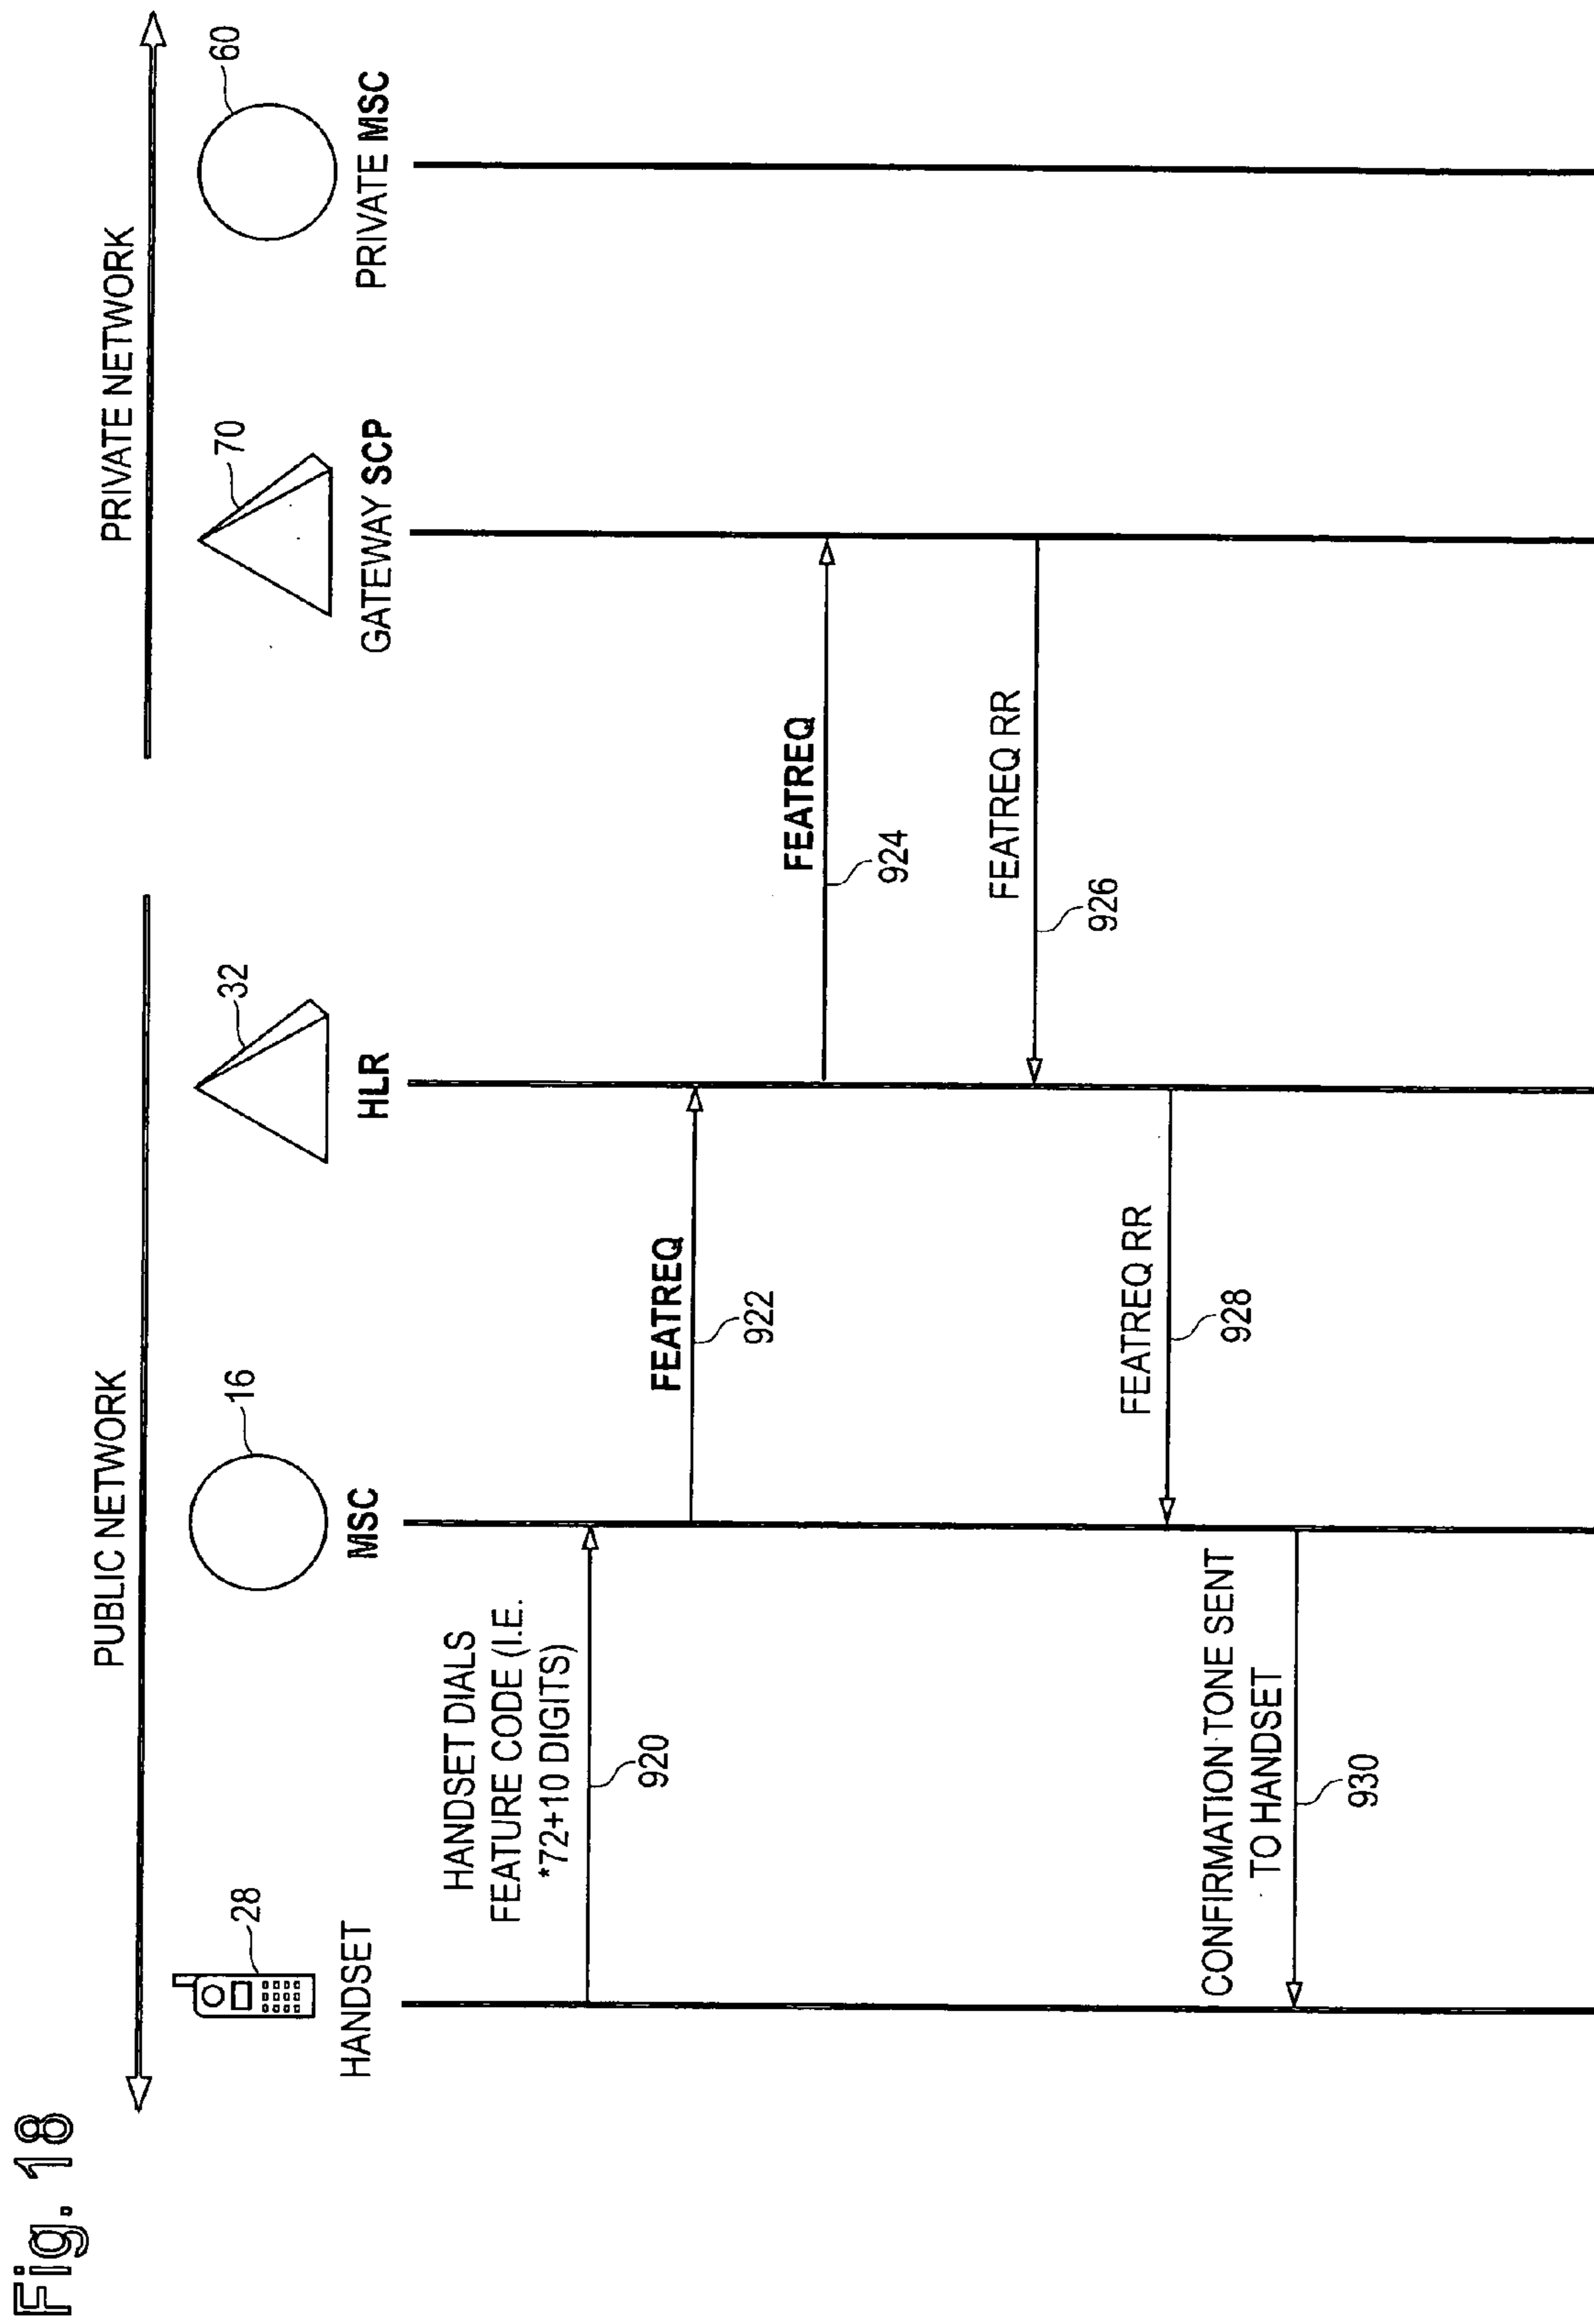 Fig. 18
PUBLIC NETWORK
PRIVATE NETWORK
28
16
32
70
60
HANDSET
MSC
HLR
GATEWAY SCP
PRIVATE MSC
HANDSET DIALS
FEATURE CODE (I.E.
*72+10 DIGITS)
920
FEATREQ
922
FEATREQ
924
FEATREQ RR
926
FEATREQ RR
928
CONFIRMATION TONE SENT
TO HANDSET
930